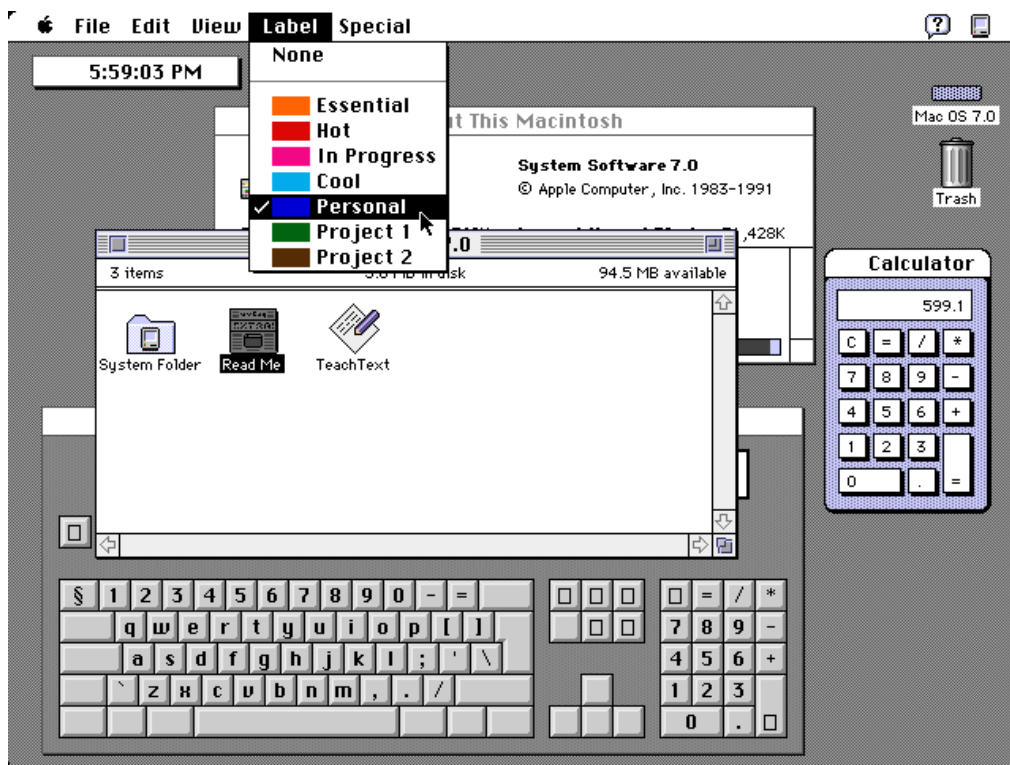 File Edit View Label Special
5:59:03 PM
None
Essential
Hot
In Progress
Cool
Personal
Project 1
Project 2
Mac OS 7.0
Trash
This Macintosh
System Software 7.0
© Apple Computer, Inc. 1983-1991
,428K
7.0
3 items
in disk
94.5 MB available
System Folder
Read Me
TeachText
Calculator
599.1
C = / *
7 8 9 -
4 5 6 +
1 2 3
0 . =
§ 1 2 3 4 5 6 7 8 9 0 - =
q w e r t y u i o p [ ]
a s d f g h j k l ; ' \
` z x c v b n m , . /
= / *
7 8 9 -
4 5 6 +
1 2 3
0 .